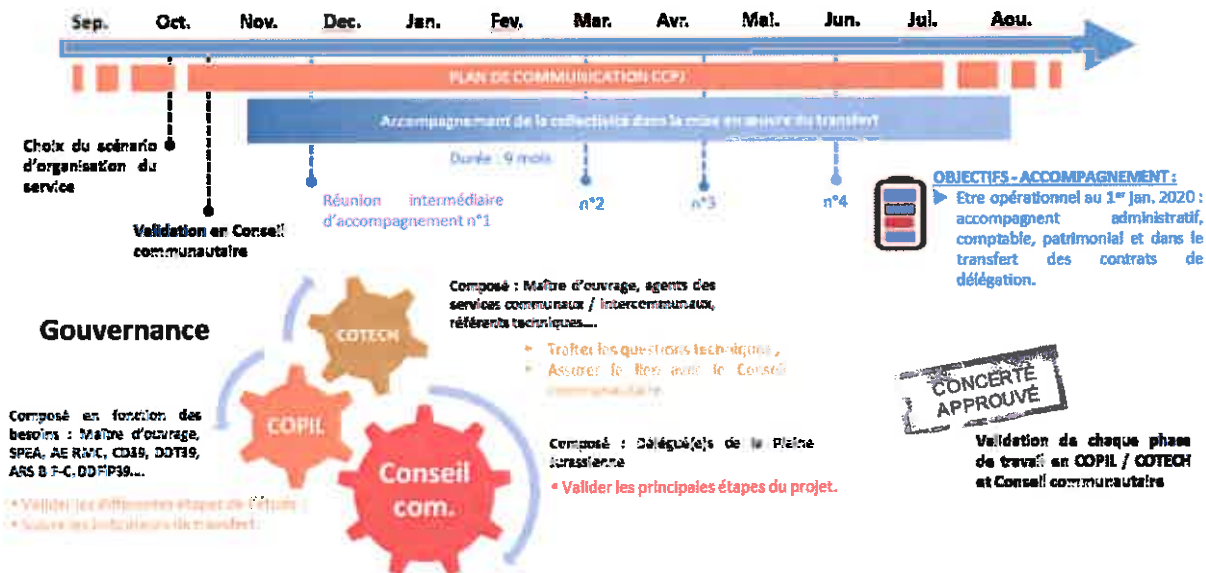 Sep. Oct. Nov. Dec. Jan. Fev. Mar. Avr. Mai. Jun. Jul. Aou.
PLAN DE COMMUNICATION CCPJ
Accompagnement de la collectivité dans la mise en œuvre du transfert
Durée : 9 mois
Choix du scénario
d'organisation du
service
Validation en Conseil
communautaire
Réunion intermédiaire
d'accompagnement n°1
n°2
n°3
n°4
OBJECTIFS - ACCOMPAGNEMENT :
Etre opérationnel au 1er jan. 2020 :
accompagnent administratif,
comptable, patrimonial et dans le
transfert des contrats de
délégation.
Gouvernance
COTECH
Composé : Maître d'ouvrage, agents des
services communaux / intercommunaux,
référents techniques....
Traiter les questions techniques,
Assurer le lien avec le Conseil
communautaire
COPIL
Composé en fonction des
besoins : Maître d'ouvrage,
SPEA, AE RMC, CD39, DDT39,
ARS B F-C, DDFIP39....
• Valider les différentes étapes de l'étude
• Suivre les indicateurs de transfert
Conseil
com.
Composé : Délégué(e)s de la Plaine
Jurassienne
• Valider les principales étapes du projet.
CONCERTÉ
APPROUVÉ
Validation de chaque phase
de travail en COPIL / COTECH
et Conseil communautaire